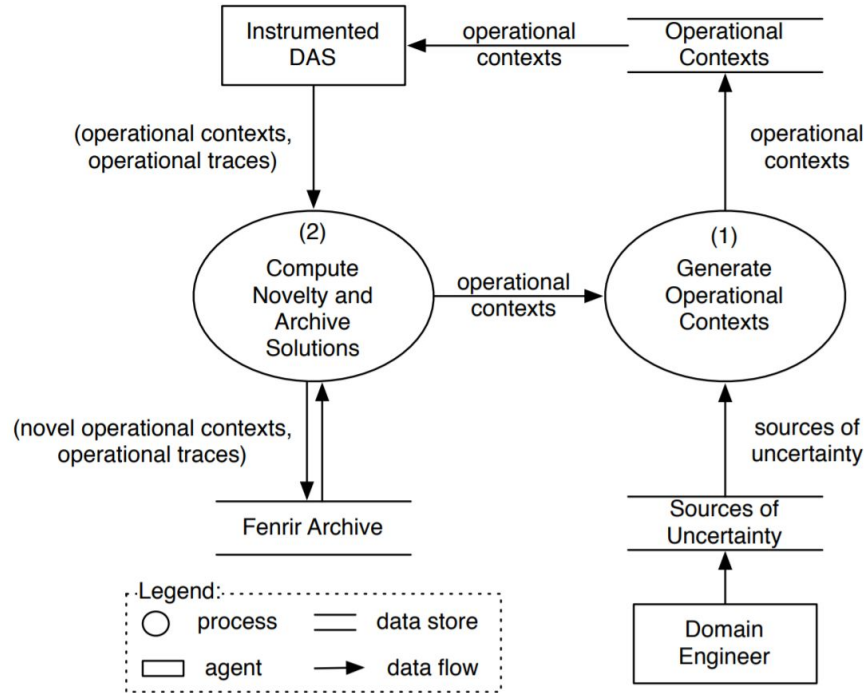 Instrumented
DAS
operational
contexts
Operational
Contexts
(operational contexts,
operational traces)
operational
contexts
(2)
Compute
Novelty and
Archive
Solutions
operational
contexts
(1)
Generate
Operational
Contexts
(novel operational contexts,
operational traces)
sources of
uncertainty
Fenrir Archive
Sources of
Uncertainty
Domain
Engineer
Legend:
process
data store
agent
data flow